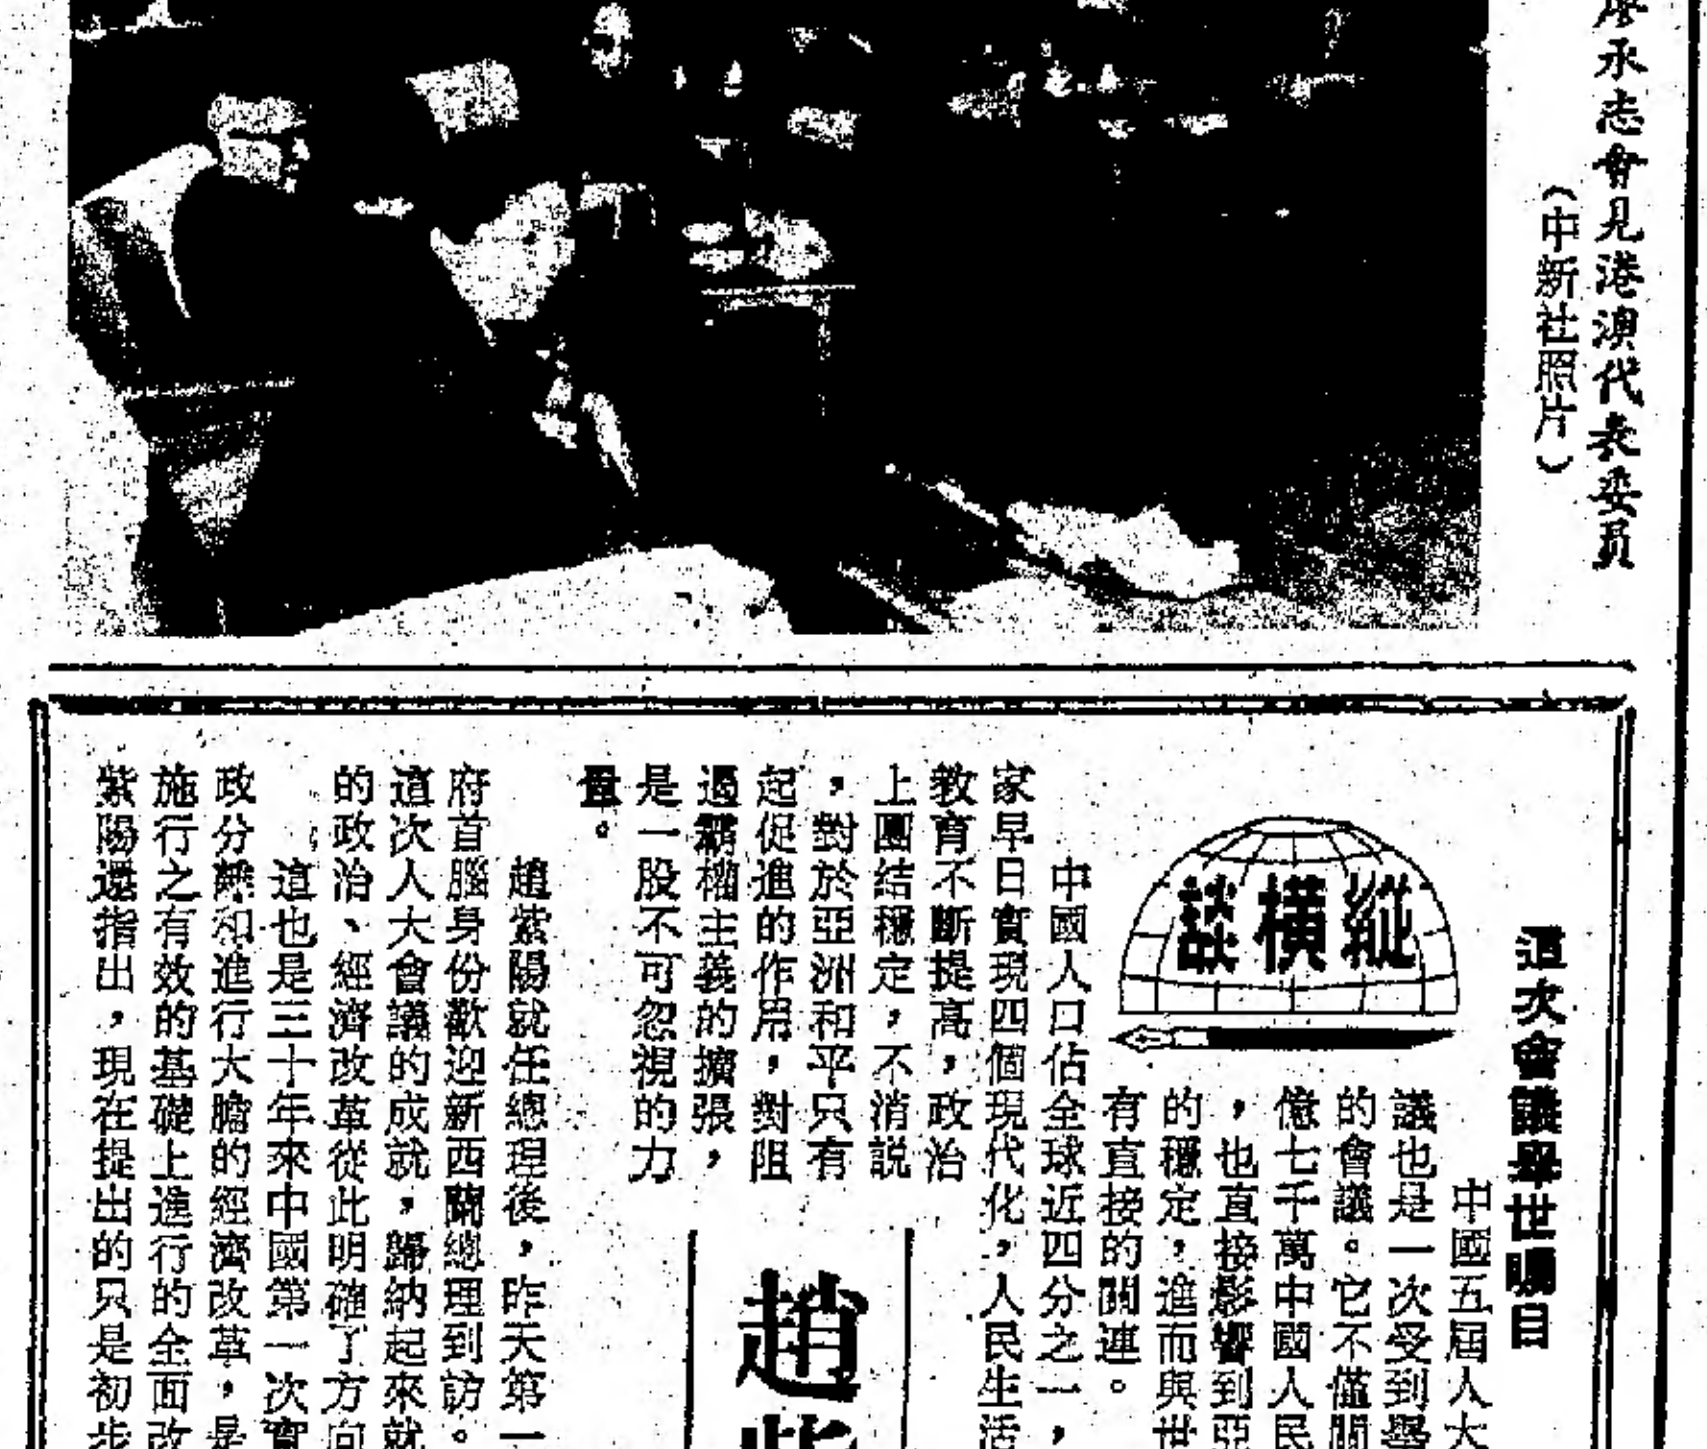 廖承志會見港澳代表委員
（中新社照片）
縱橫談
這次會議舉世矚目
中國五屆人大
議也是一次受到舉
的會議。它不僅關
億七千萬中國人民
，也直接影響到亞
的穩定，進而與世
有直接的關連。
中國人口佔全球近四分之一，
家早日實現四個現代化，人民生活
教育不斷提高，政治
上團結穩定，不消説
，對於亞洲和平只有
起促進的作用，對阻
遏霸權主義的擴張，
是一股不可忽視的力
量。
趙紫
趙紫陽就任總理後，昨天第一
府首腦身份歡迎新西蘭總理到訪。
這次人大會議的成就，歸納起來就
的政治、經濟改革從此明確了方向
這也是三十年來中國第一次實
政分離和進行大膽的經濟改革，是
施行之有效的基礎上進行的全面改
紫陽還指出，現在提出的只是初步